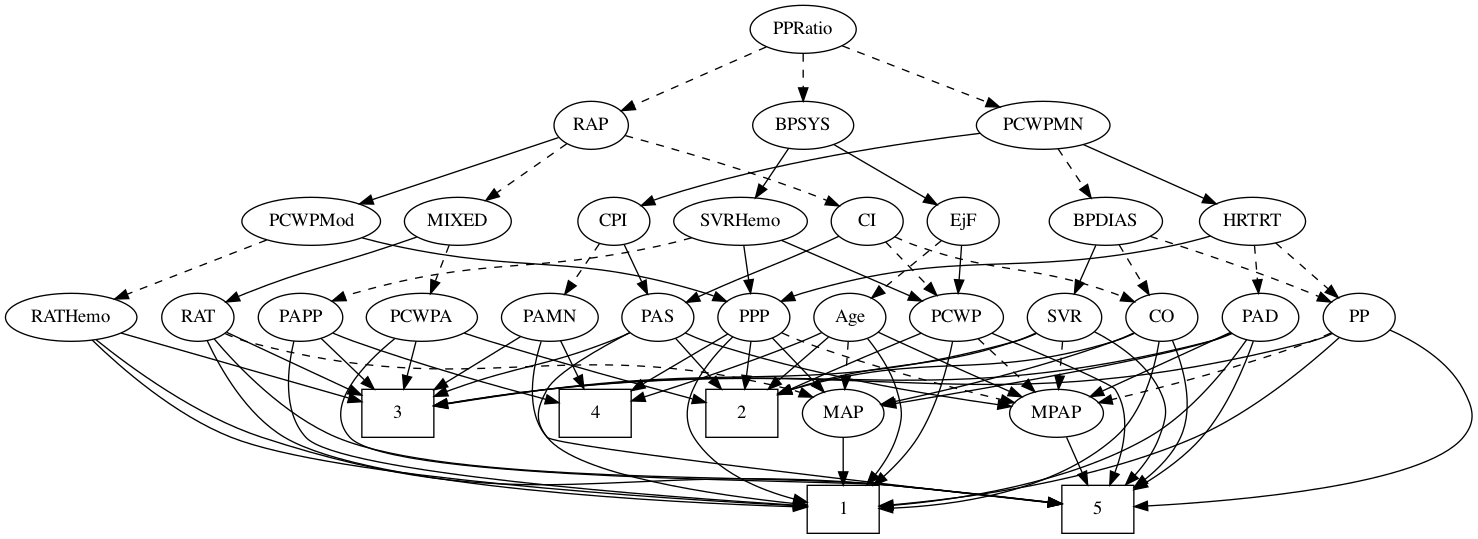 PPRatio
RAP
BPSYS
PCWPMN
PCWPMod
MIXED
CPI
SVRHemo
CI
EjF
BPDIAS
HRTRT
RATHemo
RAT
PAPP
PCWPA
PAMN
PAS
PPP
Age
PCWP
SVR
CO
PAD
PP
3
4
2
MAP
MPAP
1
5